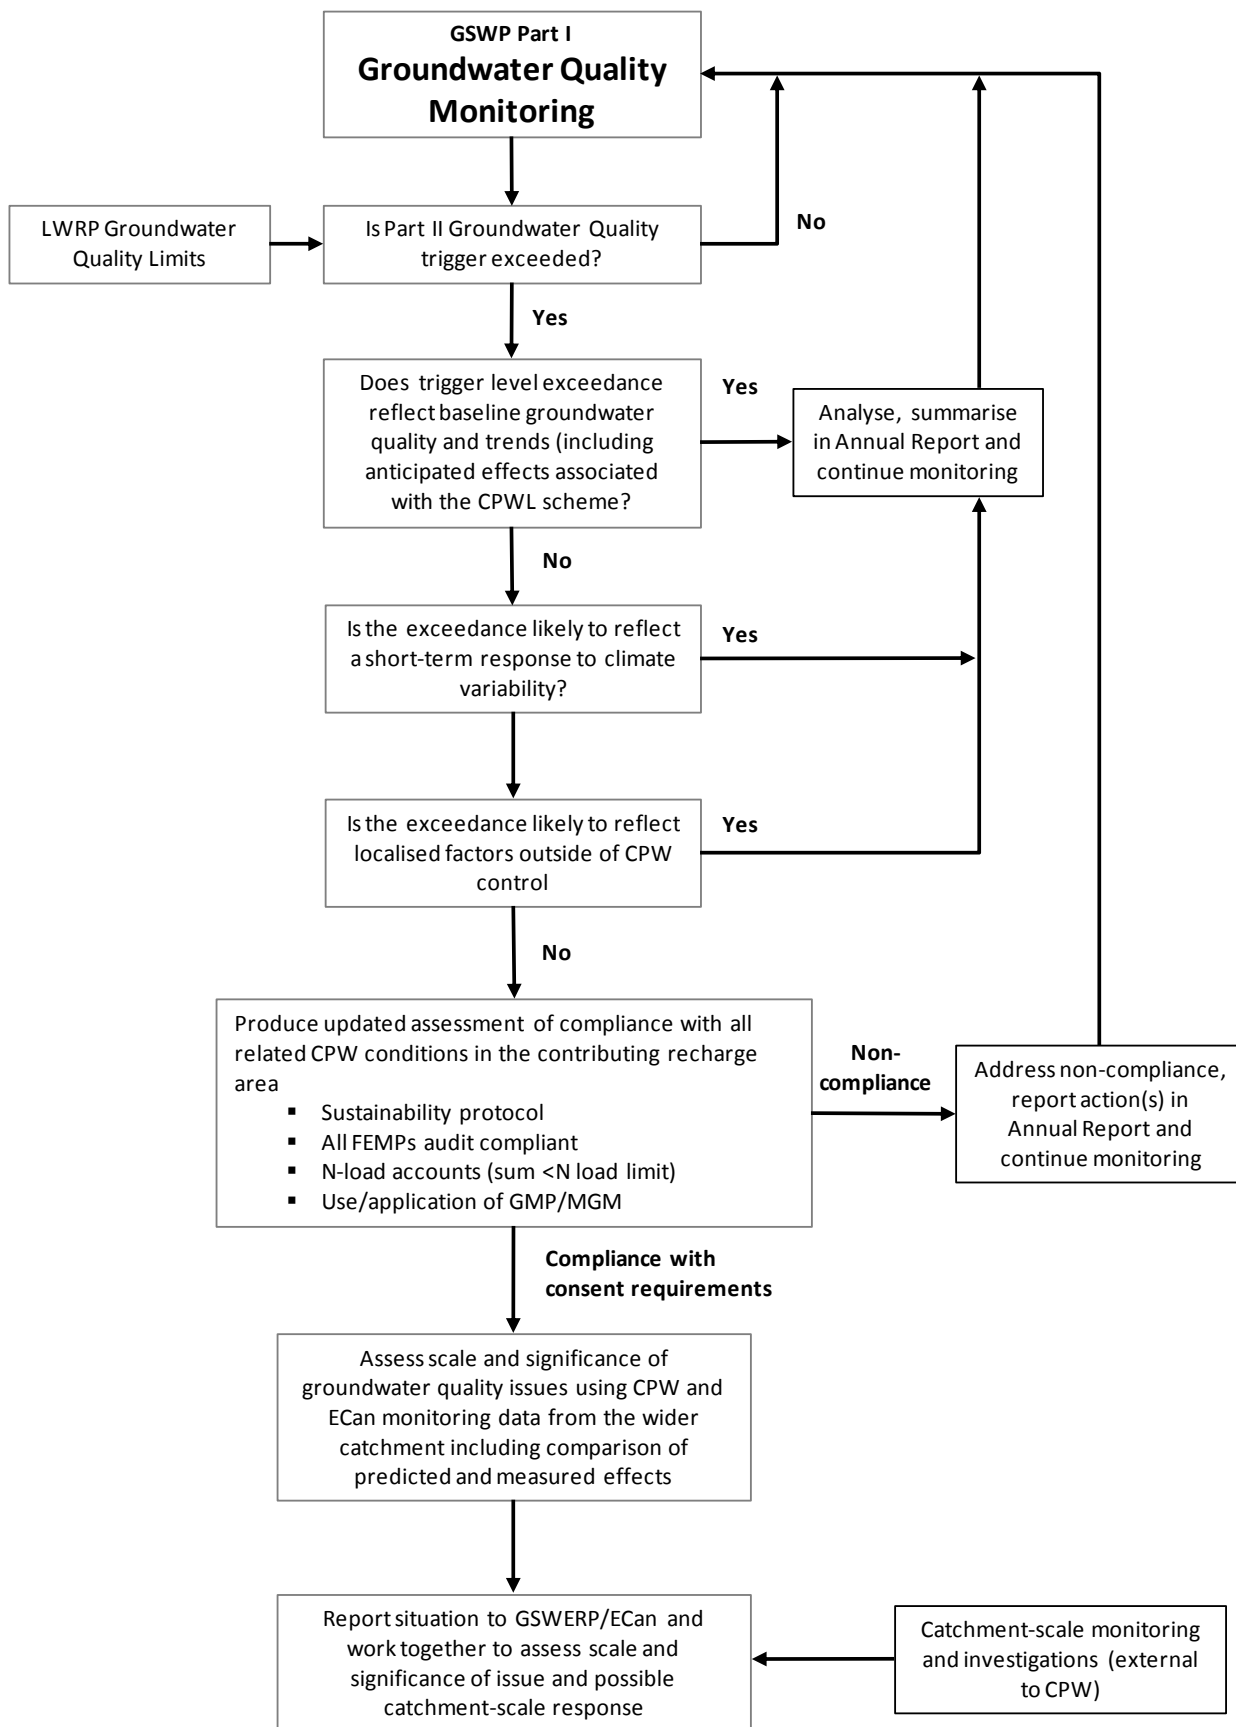 GSWP Part I
Groundwater Quality
Monitoring
LWRP Groundwater
Quality Limits
Is Part II Groundwater Quality
trigger exceeded?
No
Yes
Does trigger level exceedance
reflect baseline groundwater
quality and trends (including
anticipated effects associated
with the CPWL scheme?
Yes
Analyse, summarise
in Annual Report and
continue monitoring
No
Is the exceedance likely to reflect
a short-term response to climate
variability?
Yes
Is the exceedance likely to reflect
localised factors outside of CPW
control
Yes
No
Produce updated assessment of compliance with all
related CPW conditions in the contributing recharge
area
▪ Sustainability protocol
▪ All FEMPs audit compliant
▪ N-load accounts (sum <N load limit)
▪ Use/application of GMP/MGM
Non-
compliance
Address non-compliance,
report action(s) in
Annual Report and
continue monitoring
Compliance with
consent requirements
Assess scale and significance of
groundwater quality issues using CPW and
ECan monitoring data from the wider
catchment including comparison of
predicted and measured effects
Report situation to GSWERP/ECan and
work together to assess scale and
significance of issue and possible
catchment-scale response
Catchment-scale monitoring
and investigations (external
to CPW)